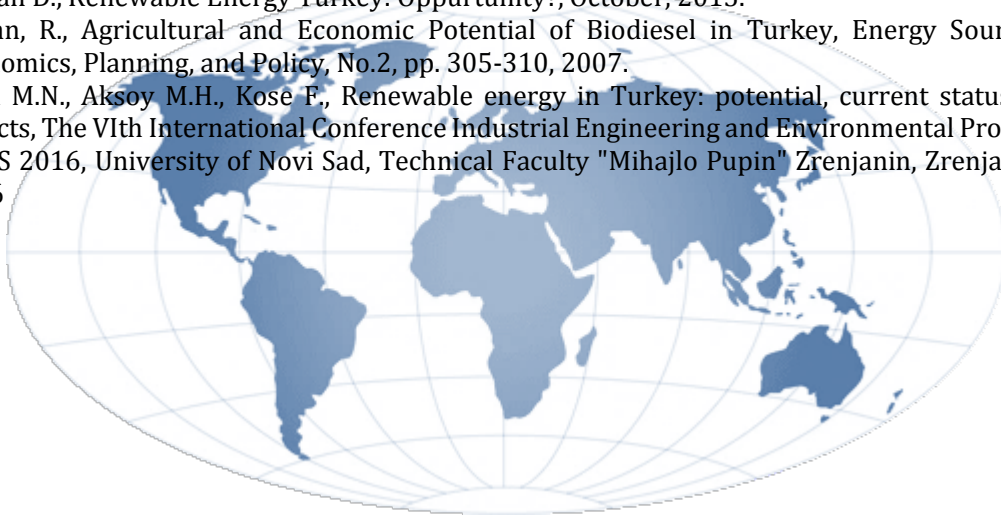 D., Renewable Energy Turkey: Oppurtunity?, October, 2015.
R., Agricultural and Economic Potential of Biodiesel in Turkey, Energy
Planning, and Policy, No.2, pp. 305-310, 2007.
M.N., Aksoy M.H., Kose F., Renewable energy in Turkey: potential, current status
The VIth International Conference Industrial Engineering and Environmental
2016, University of Novi Sad, Technical Faculty "Mihajlo Pupin" Zrenjanin,